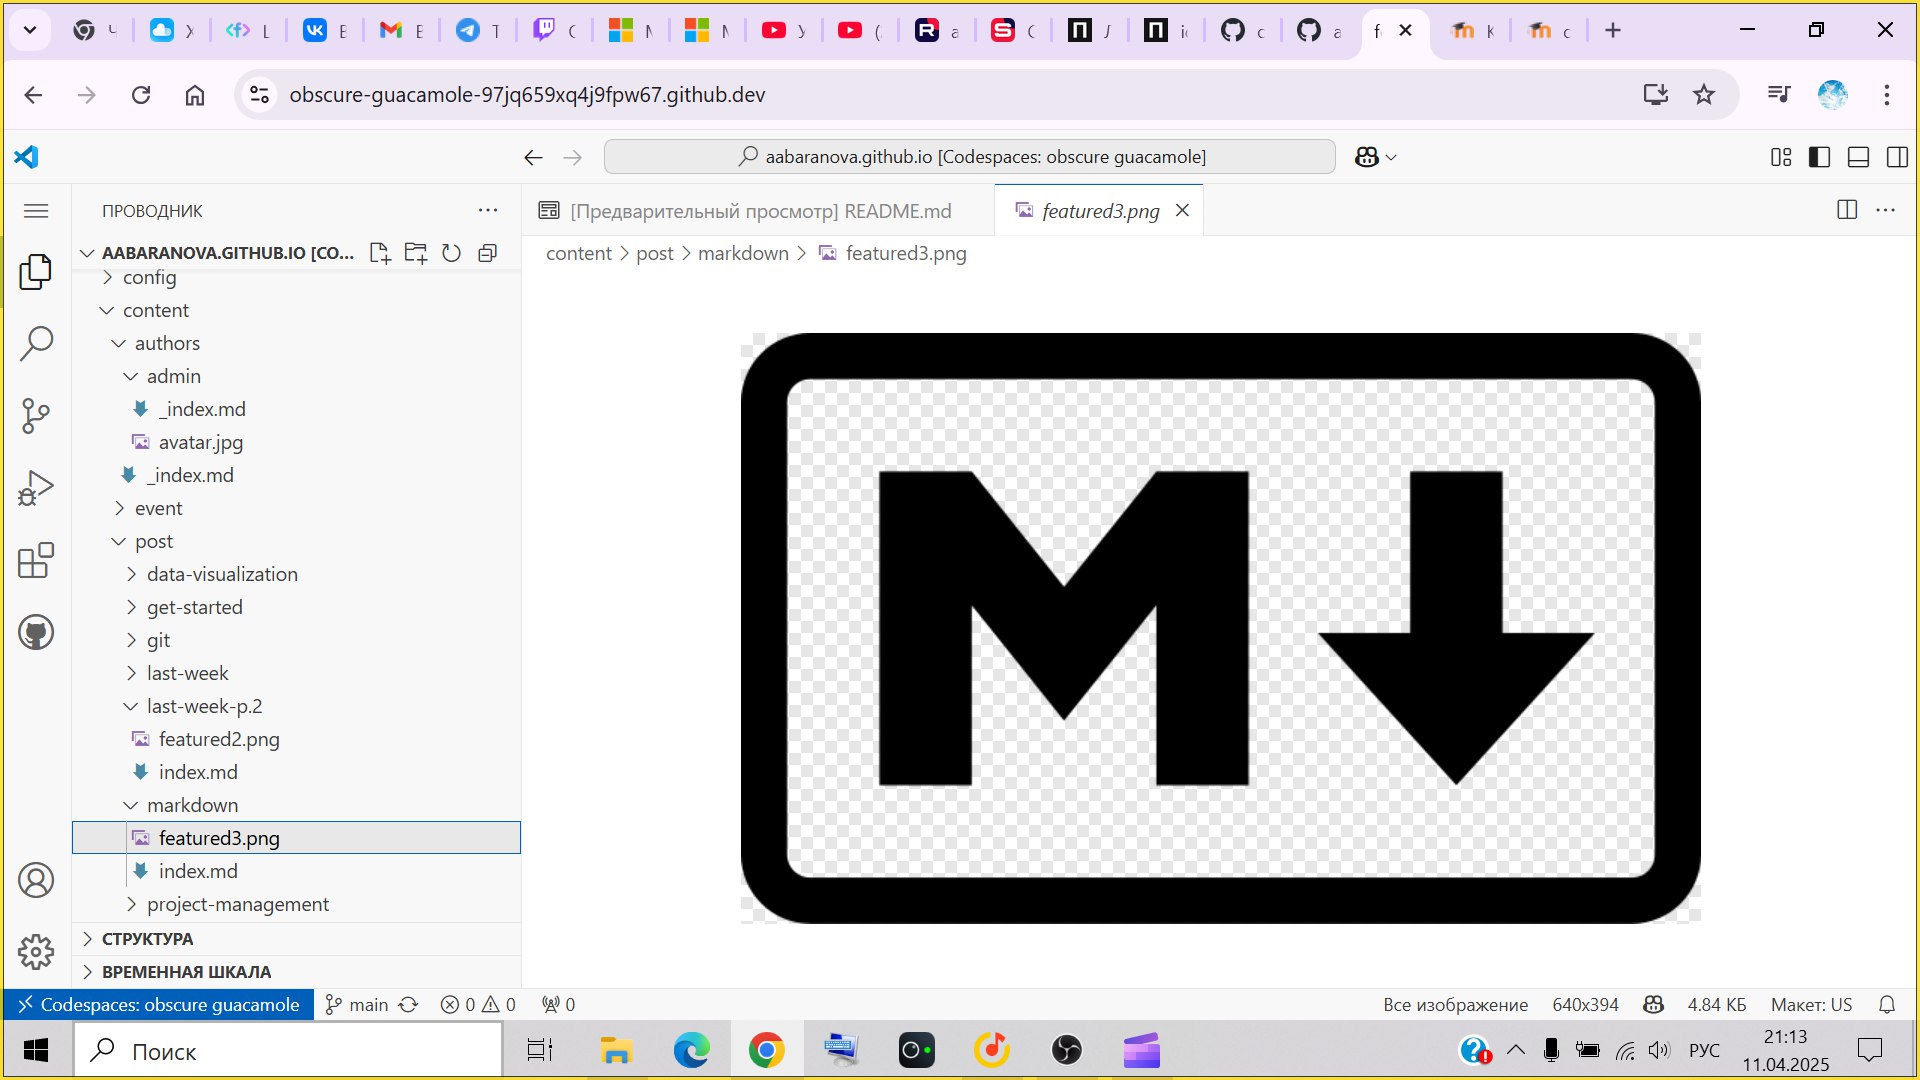 obscure-guacamole-97jq659xq4j9fpw67.github.dev
aabaranova.github.io [Codespaces: obscure guacamole]
ПРОВОДНИК
[Предварительный просмотр] README.md
featured3.png
AABARANOVA.GITHUB.IO [CO...
content
post
markdown
featured3.png
config
content
authors
admin
_index.md
avatar.jpg
_index.md
event
post
data-visualization
get-started
git
last-week
last-week-p.2
featured2.png
index.md
markdown
featured3.png
index.md
project-management
СТРУКТУРА
ВРЕМЕННАЯ ШКАЛА
M
Codespaces: obscure guacamole
main
0
0
0
Все изображение
640x394
4.84 КБ
Макет: US
Поиск
РУС
21:13
11.04.2025